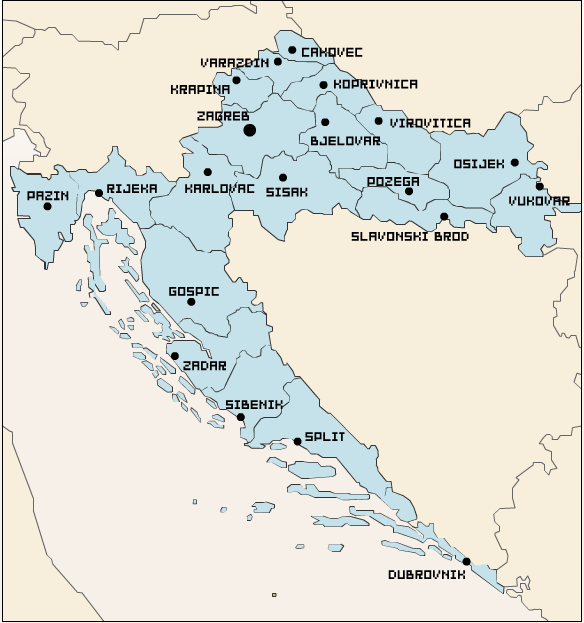 CAKOVEC
VARAZDIN
KRAPINA
KOPRIVNICA
ZAGREB
VIROVITICA
BJELOVAR
OSIJEK
PAZIN
RIJEKA
KARLOVAC
SISAK
POZEGA
VUKOVAR
SLAVONSKI BROD
GOSPIC
ZADAR
SIBENIK
SPLIT
DUBROVNIK